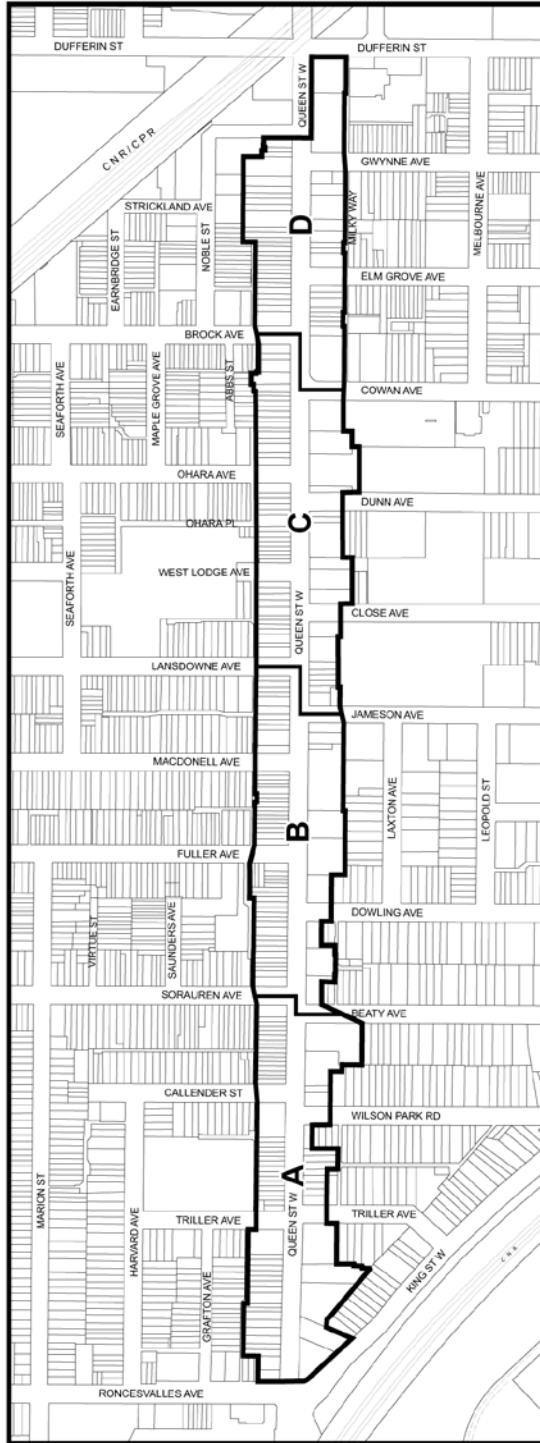 DUFFERIN ST
DUFFERIN ST
QUEEN ST W
CNR/CPR
GWYNNE AVE
MELBOURNE AVE
STRICKLAND AVE
NOBLE ST
EARNBRIDGE ST
D
MILKY WAY
ELM GROVE AVE
BROCK AVE
ABBS ST
MAPLE GROVE AVE
SEAFORTH AVE
COWAN AVE
OHARA AVE
DUNN AVE
OHARA PL
C
WEST LODGE AVE
SEAFORTH AVE
QUEEN ST W
CLOSE AVE
LANSDOWNE AVE
JAMESON AVE
MACDONELL AVE
LAXTON AVE
LEOPOLD ST
B
FULLER AVE
DOWLING AVE
VIRTUE ST
SAUNDERS AVE
SORAUREN AVE
BEATY AVE
CALLENDER ST
WILSON PARK RD
MARION ST
HARVARD AVE
A
QUEEN ST W
TRILLER AVE
TRILLER AVE
GRAFTON AVE
KING ST W
CNR
RONCESVALLES AVE